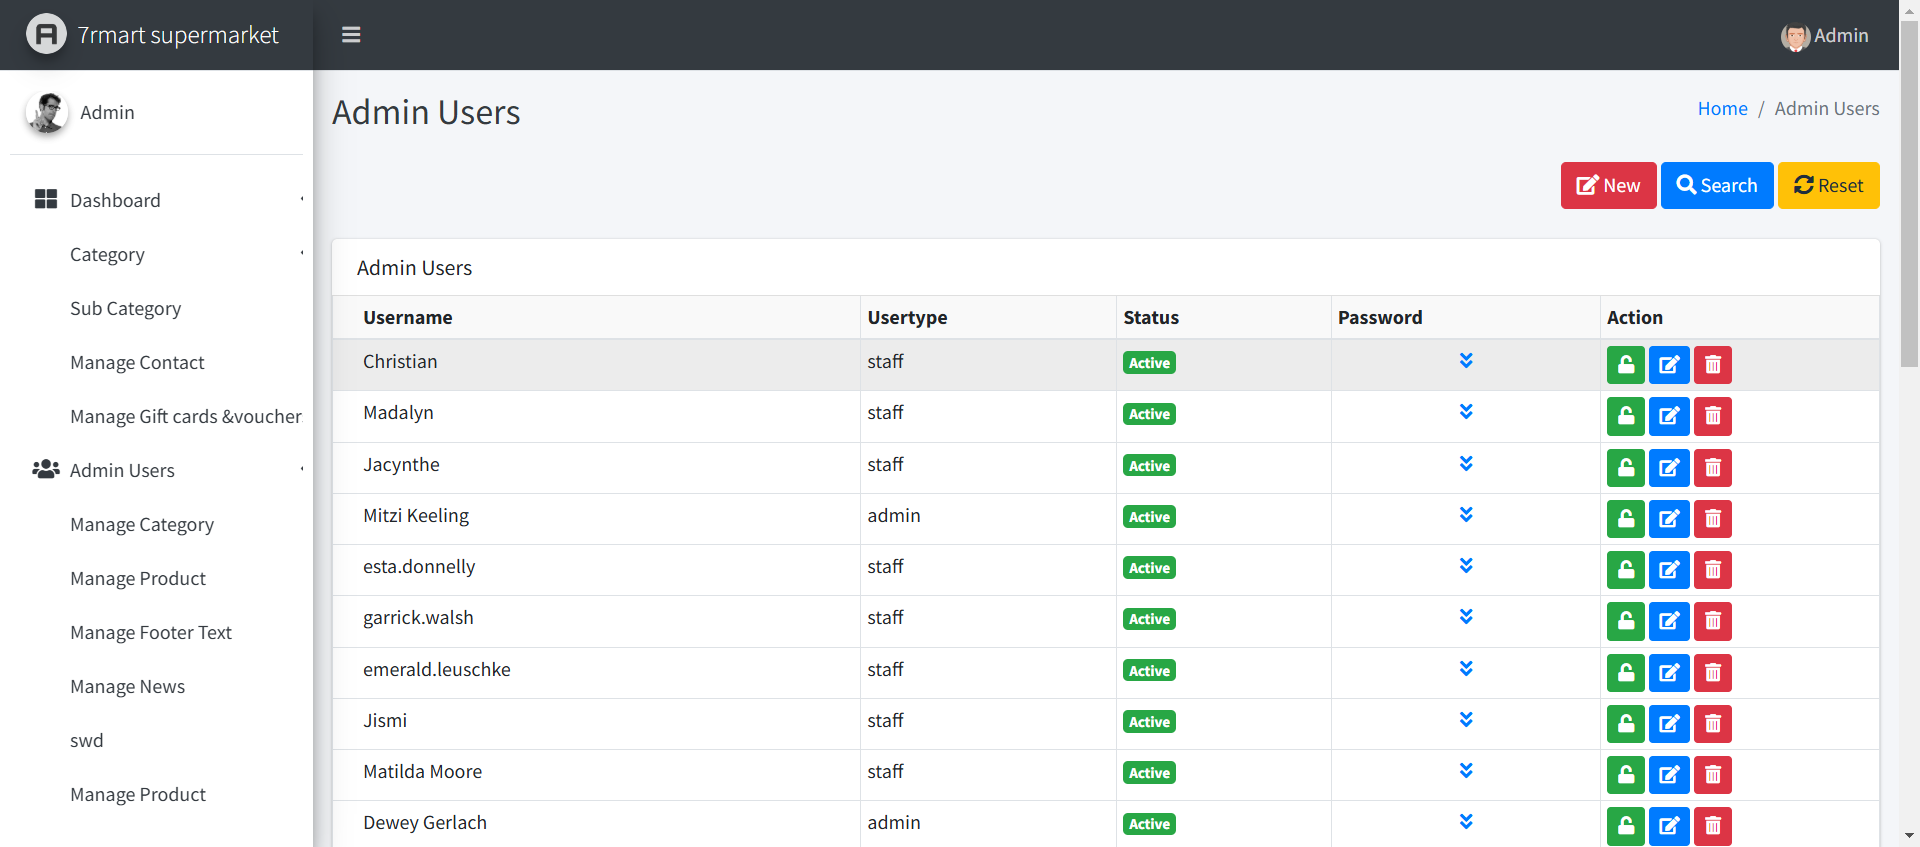 7rmart supermarket
Admin
Admin
Admin Users
Home / Admin Users
New Search Reset
Dashboard
Category
Sub Category
Manage Contact
Manage Gift cards &voucher
Admin Users
Manage Category
Manage Product
Manage Footer Text
Manage News
swd
Manage Product
Admin Users
Username Usertype Status Password Action
Christian staff Active
Madalyn staff Active
Jacynthe staff Active
Mitzi Keeling admin Active
esta.donnelly staff Active
garrick.walsh staff Active
emerald.leuschke staff Active
Jismi staff Active
Matilda Moore staff Active
Dewey Gerlach admin Active